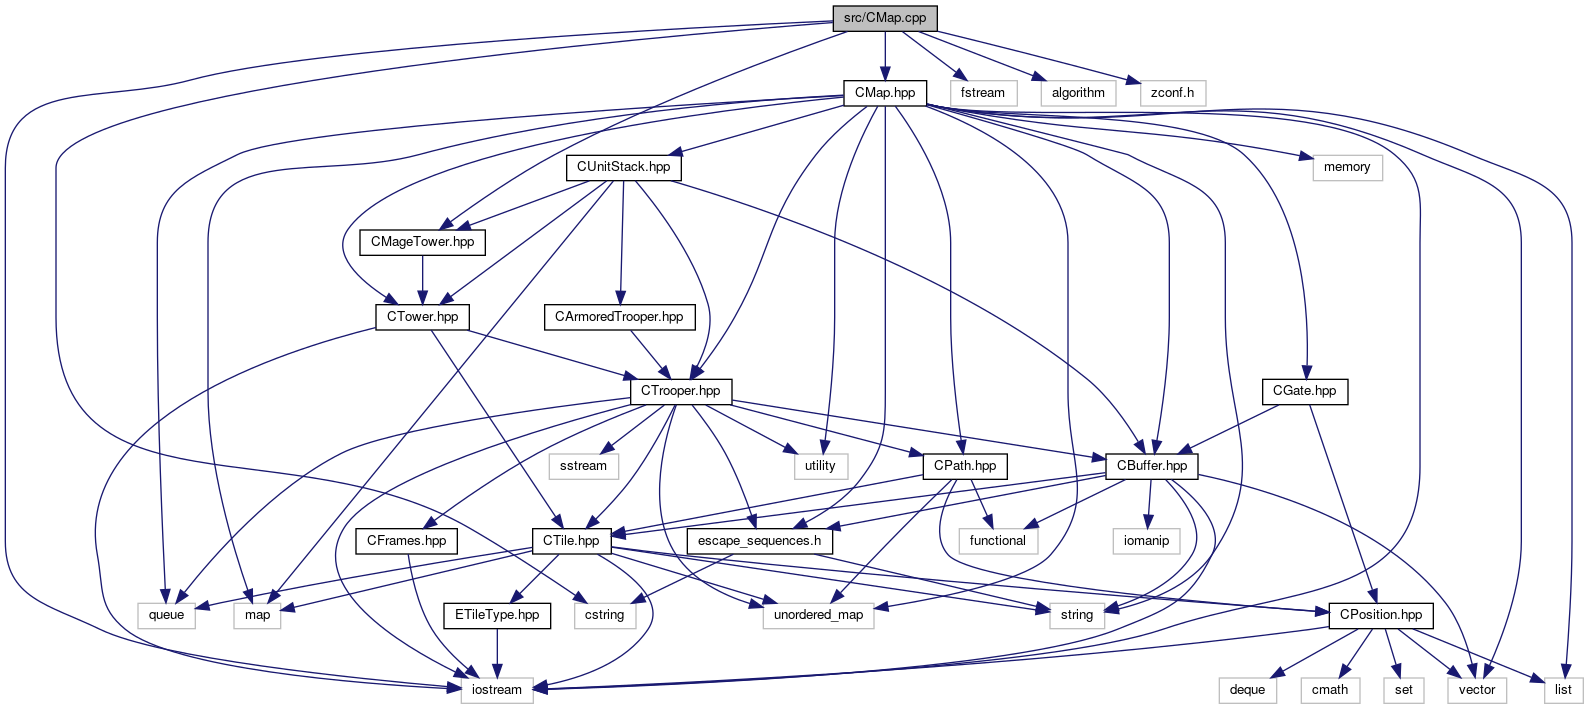 src/CMap.cpp
CMap.hpp
fstream
algorithm
zconf.h
CUnitStack.hpp
memory
CMageTower.hpp
CTower.hpp
CArmoredTrooper.hpp
CTrooper.hpp
CGate.hpp
sstream
utility
CPath.hpp
CBuffer.hpp
CFrames.hpp
CTile.hpp
escape_sequences.h
functional
iomanip
queue
map
ETileType.hpp
cstring
unordered_map
string
CPosition.hpp
iostream
deque
cmath
set
vector
list